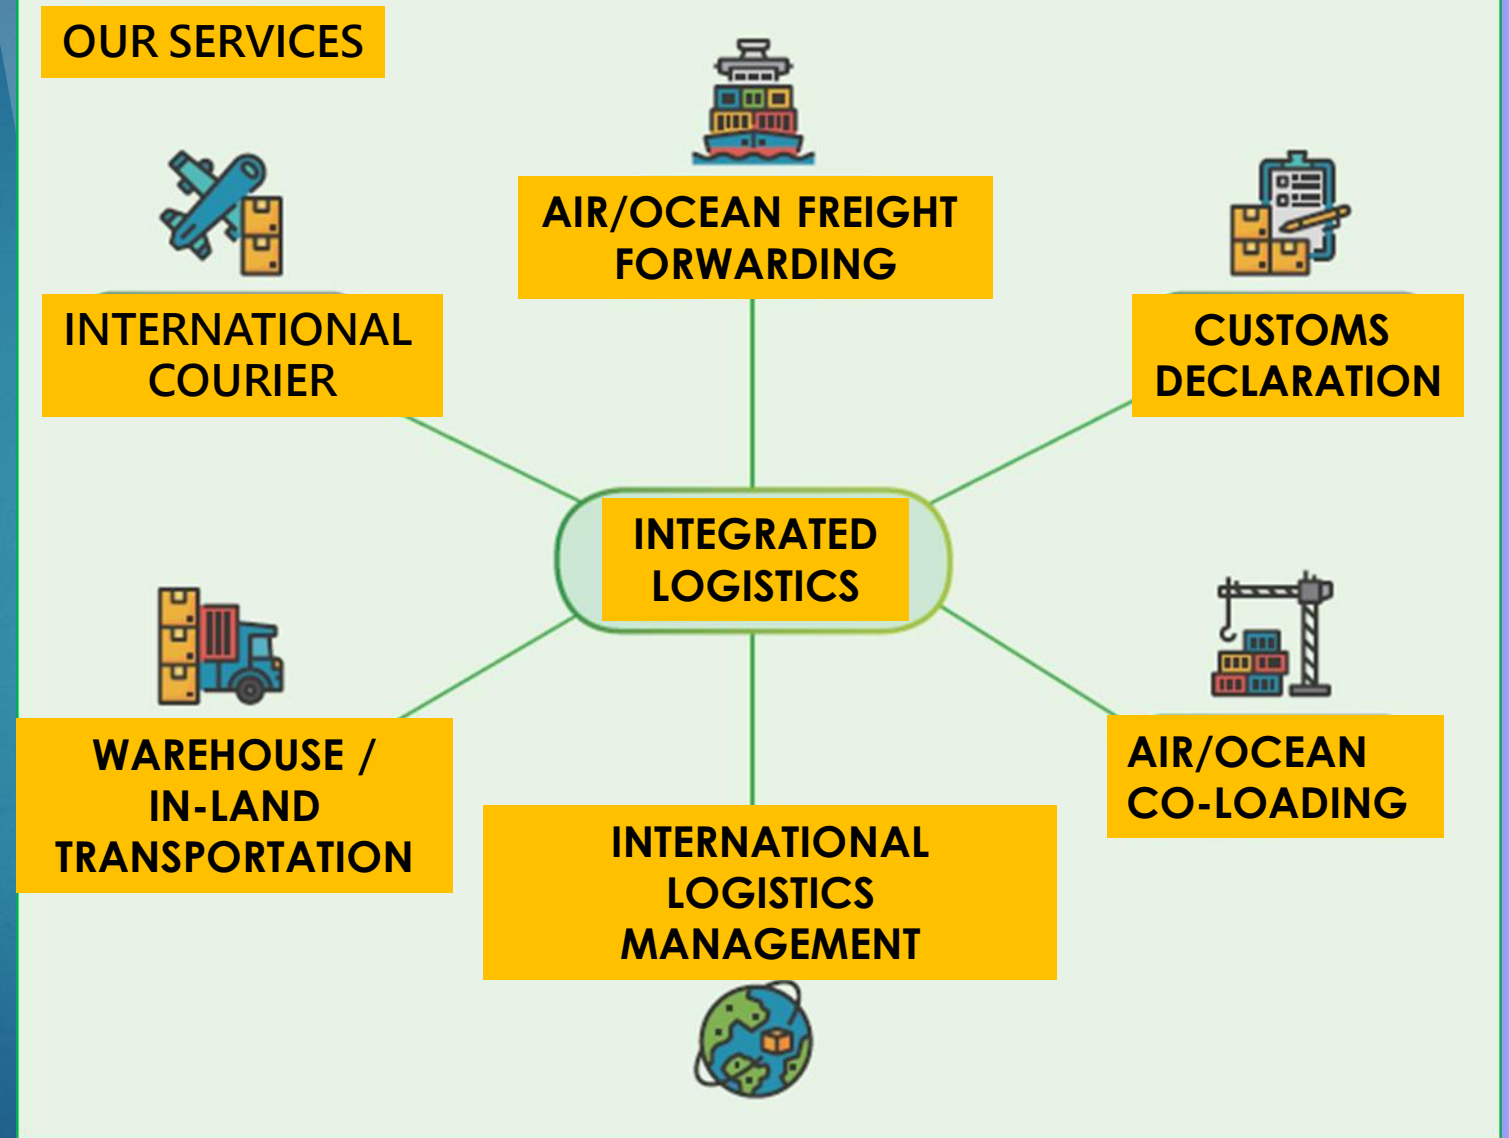 OUR SERVICES
AIR/OCEAN FREIGHT
FORWARDING
INTERNATIONAL
COURIER
CUSTOMS
DECLARATION
INTEGRATED
LOGISTICS
WAREHOUSE /
IN-LAND
TRANSPORTATION
AIR/OCEAN
CO-LOADING
INTERNATIONAL
LOGISTICS
MANAGEMENT